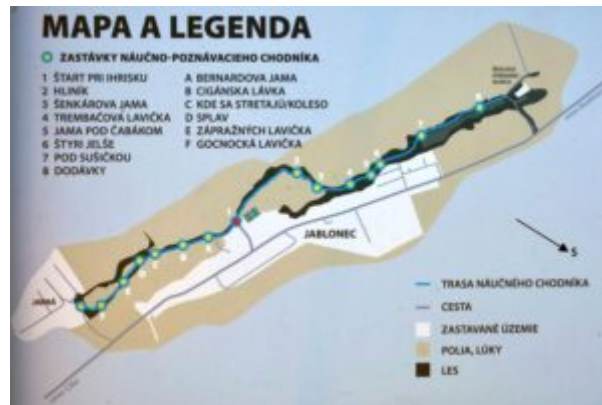 MAPA A LEGENDA
ZASTÁVKY NÁUČNO-POZNÁVACIEHO CHODNÍKA
1 ŠTART PRI IHRISKU
2 HLINÍK
3 ŠENKÁROVA JAMA
4 TREMBAČOVA LAVIČKA
5 JAMA POD ČABÁKOM
6 ŠTYRI JELŠE
7 POD SUŠIČKOU
8 DODÁVKY
A BERNARDOVA JAMA
B CIGÁNSKA LÁVKA
C KDE SA STRETAJÚ/KOLESO
D SPLAV
E ZÁPRAŽNÝCH LAVIČKA
F GOCNOCKÁ LAVIČKA
JABLONEC
S
TRASA NÁUČNÉHO CHODNÍKA
CESTA
ZASTAVANÉ ÚZEMIE
POLIA, LÚKY
LES